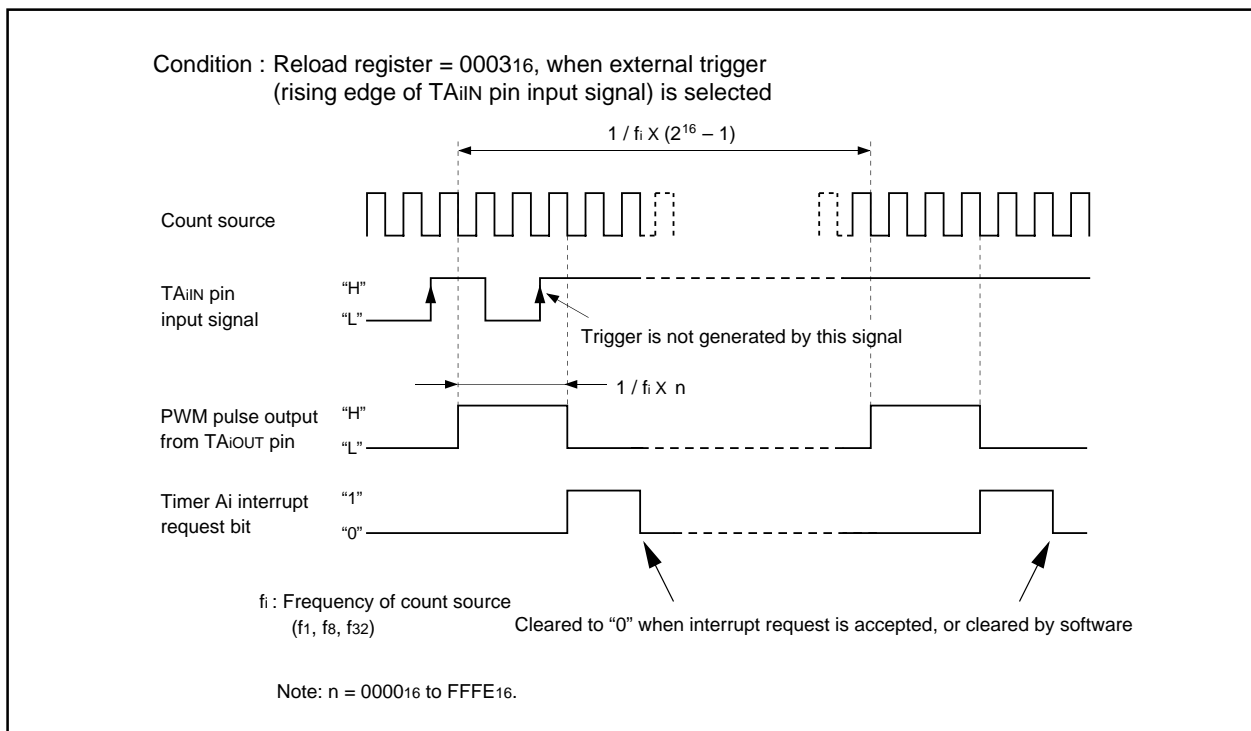 Condition : Reload register = 000316, when external trigger
(rising edge of TAiIN pin input signal) is selected
1 / fi X (2^16 – 1)
Count source
TAiIN pin
input signal
“H”
“L”
Trigger is not generated by this signal
1 / fi X n
PWM pulse output
from TAiOUT pin
“H”
“L”
Timer Ai interrupt
request bit
“1”
“0”
fi : Frequency of count source
(f1, f8, f32)
Cleared to “0” when interrupt request is accepted, or cleared by software
Note: n = 000016 to FFFE16.